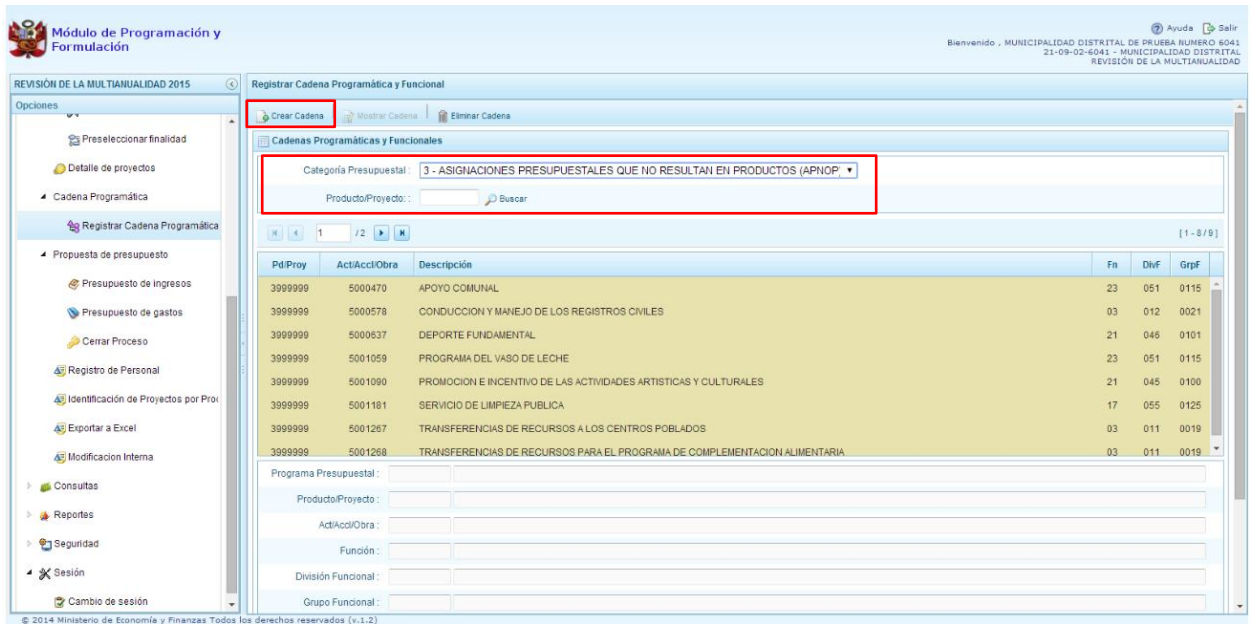 Módulo de Programación y
Formulación
Ayuda Salir
Bienvenido , MUNICIPALIDAD DISTRITAL DE PRUEBA NUMERO 6041
21-09-02-6041 - MUNICIPALIDAD DISTRITAL
REVISIÓN DE LA MULTIANUALIDAD
REVISIÓN DE LA MULTIANUALIDAD 2015
Opciones
Preseleccionar finalidad
Detalle de proyectos
Cadena Programática
Registrar Cadena Programática
Propuesta de presupuesto
Presupuesto de ingresos
Presupuesto de gastos
Cerrar Proceso
Registro de Personal
Identificación de Proyectos por Pro
Exportar a Excel
Modificacion Interna
Consultas
Reportes
Seguridad
Sesión
Cambio de sesión
Registrar Cadena Programática y Funcional
Crear Cadena Mostrar Cadena Eliminar Cadena
Cadenas Programáticas y Funcionales
Categoría Presupuestal : 3 - ASIGNACIONES PRESUPUESTALES QUE NO RESULTAN EN PRODUCTOS (APNOP)
Producto/Proyecto: : Buscar
1 /2 [1 - 8 / 9]
Pd/Proy Act/AccI/Obra Descripción Fn DivF GrpF
3999999 5000470 APOYO COMUNAL 23 051 0115
3999999 5000578 CONDUCCION Y MANEJO DE LOS REGISTROS CIVILES 03 012 0021
3999999 5000637 DEPORTE FUNDAMENTAL 21 046 0101
3999999 5001059 PROGRAMA DEL VASO DE LECHE 23 051 0115
3999999 5001090 PROMOCION E INCENTIVO DE LAS ACTIVIDADES ARTISTICAS Y CULTURALES 21 045 0100
3999999 5001181 SERVICIO DE LIMPIEZA PUBLICA 17 055 0125
3999999 5001267 TRANSFERENCIAS DE RECURSOS A LOS CENTROS POBLADOS 03 011 0019
3999999 5001268 TRANSFERENCIAS DE RECURSOS PARA EL PROGRAMA DE COMPLEMENTACION ALIMENTARIA 03 011 0019
Programa Presupuestal :
Producto/Proyecto :
Act/AccI/Obra :
Función :
División Funcional :
Grupo Funcional :
© 2014 Ministerio de Economía y Finanzas Todos los derechos reservados (v.1.2)